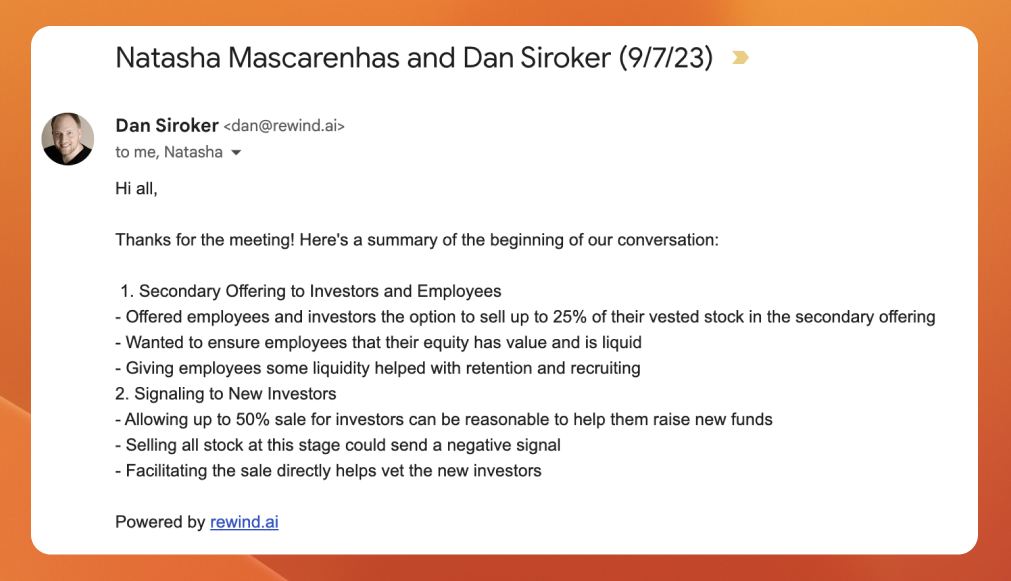 Natasha Mascarenhas and Dan Siroker (9/7/23)
Dan Siroker <dan@rewind.ai>
to me, Natasha
Hi all,
Thanks for the meeting! Here's a summary of the beginning of our conversation:
1. Secondary Offering to Investors and Employees
- Offered employees and investors the option to sell up to 25% of their vested stock in the secondary offering
- Wanted to ensure employees that their equity has value and is liquid
- Giving employees some liquidity helped with retention and recruiting
2. Signaling to New Investors
- Allowing up to 50% sale for investors can be reasonable to help them raise new funds
- Selling all stock at this stage could send a negative signal
- Facilitating the sale directly helps vet the new investors
Powered by rewind.ai